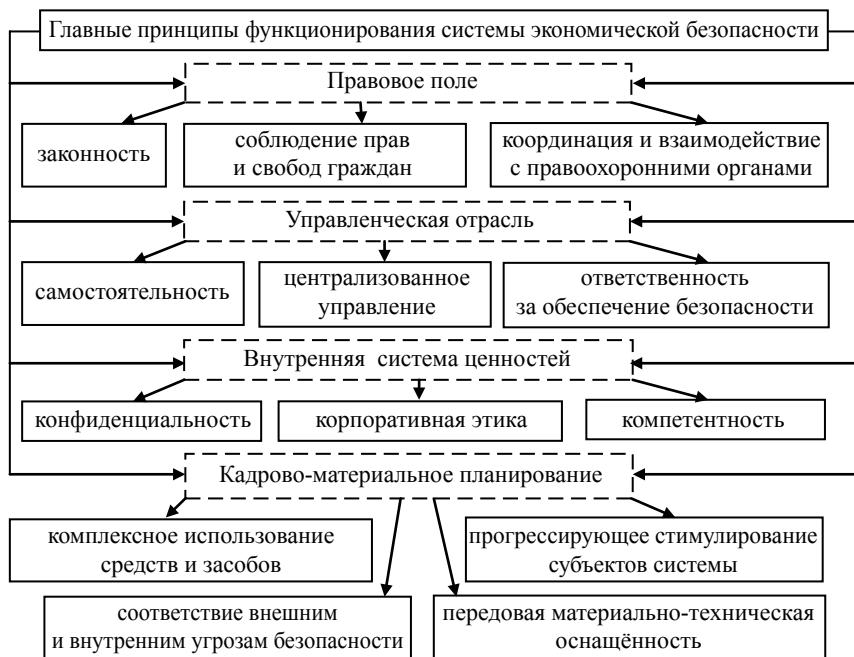 Главные принципы функционирования системы экономической безопасности
Правовое поле
законность
соблюдение прав
и свобод граждан
координация и взаимодействие
с правоохоронними органами
Управленческая отрасль
самостоятельность
централизованное
управление
ответственность
за обеспечение безопасности
Внутренняя система ценностей
конфиденциальность
корпоративная этика
компетентность
Кадрово-материальное планирование
комплексное использование
средств и засобов
прогрессирующее стимулирование
субъектов системы
соответствие внешним
и внутренним угрозам безопасности
передовая материально-техническая
оснащённость